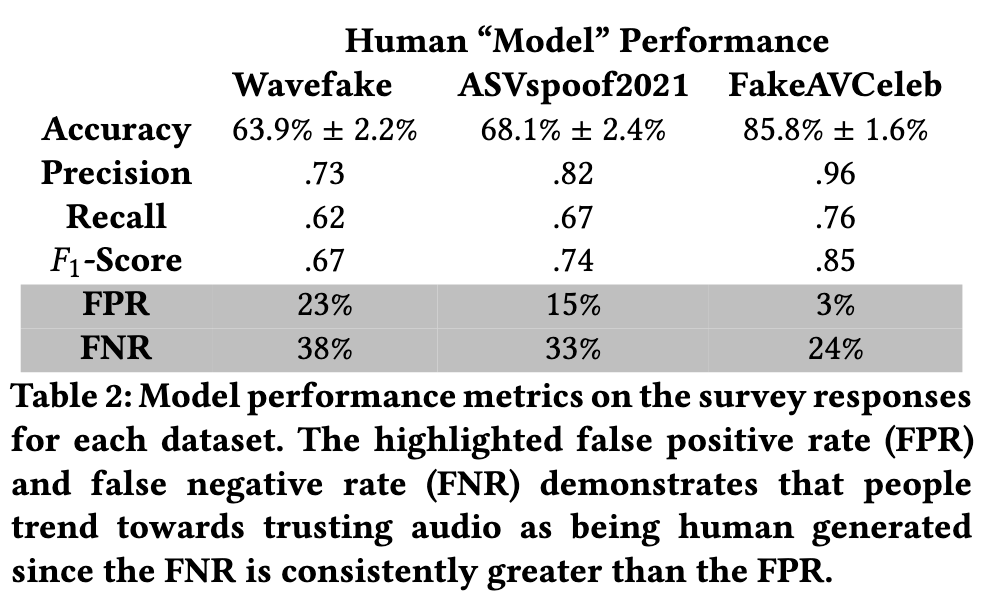 Human “Model” Performance
Wavefake ASVspoof2021 FakeAVCeleb
Accuracy 63.9% ± 2.2% 68.1% ± 2.4% 85.8% ± 1.6%
Precision .73 .82 .96
Recall .62 .67 .76
F1-Score .67 .74 .85
FPR 23% 15% 3%
FNR 38% 33% 24%
Table 2: Model performance metrics on the survey responses
for each dataset. The highlighted false positive rate (FPR)
and false negative rate (FNR) demonstrates that people
trend towards trusting audio as being human generated
since the FNR is consistently greater than the FPR.